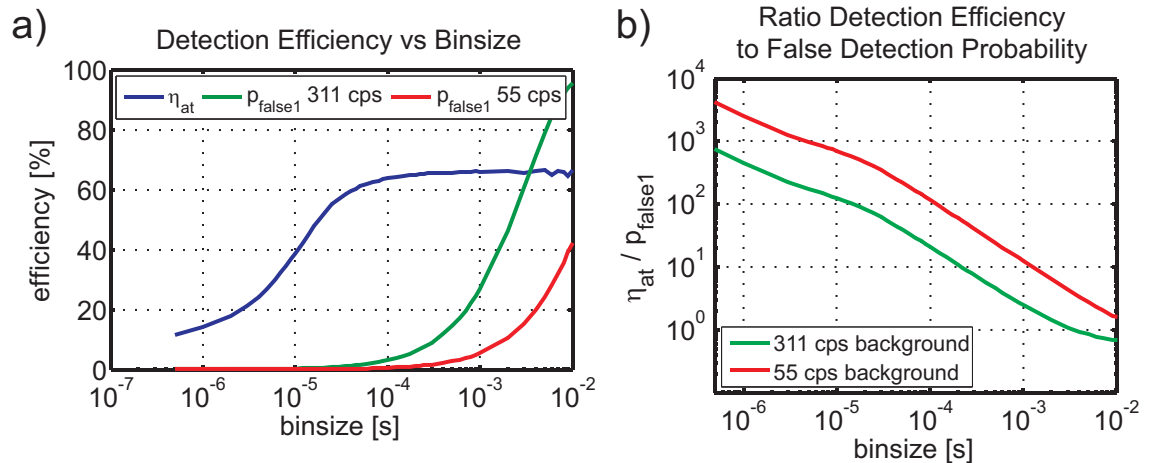 a)
Detection Efficiency vs Binsize
η_at p_false1 311 cps p_false1 55 cps
100
80
60
40
20
0
efficiency [%]
10^-7 10^-6 10^-5 10^-4 10^-3 10^-2
binsize [s]
b)
Ratio Detection Efficiency
to False Detection Probability
10^4
10^3
10^2
10^1
10^0
η_at / p_false1
311 cps background
55 cps background
10^-6 10^-5 10^-4 10^-3 10^-2
binsize [s]